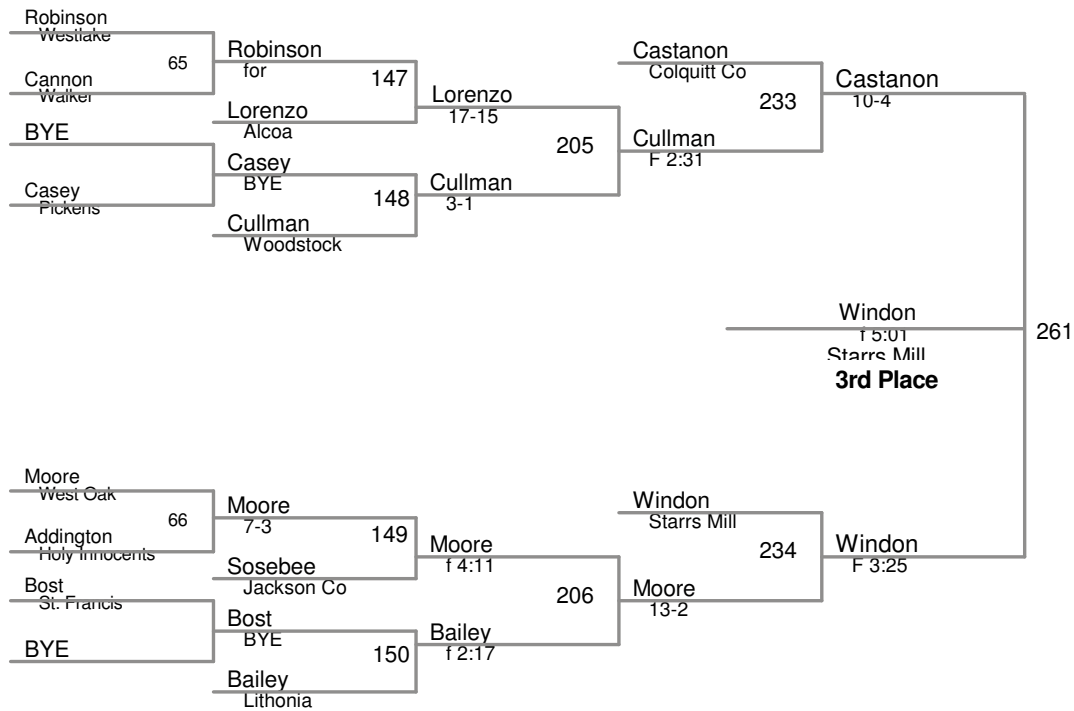 Robinson
Westlake
65
Cannon
Walker
BYE
Casey
Pickens
Robinson
for
147
Lorenzo
Alcoa
Casey
BYE
148
Cullman
Woodstock
Lorenzo
17-15
205
Cullman
3-1
Castanon
Colquitt Co
233
Cullman
F 2:31
Castanon
10-4
Windon
f 5:01
Starrs Mill
3rd Place
261
Moore
West Oak
66
Addington
Holy Innocents
Bost
St. Francis
BYE
Moore
7-3
149
Sosebee
Jackson Co
Bost
BYE
150
Bailey
Lithonia
Moore
f 4:11
206
Bailey
f 2:17
Windon
Starrs Mill
234
Moore
13-2
Windon
F 3:25